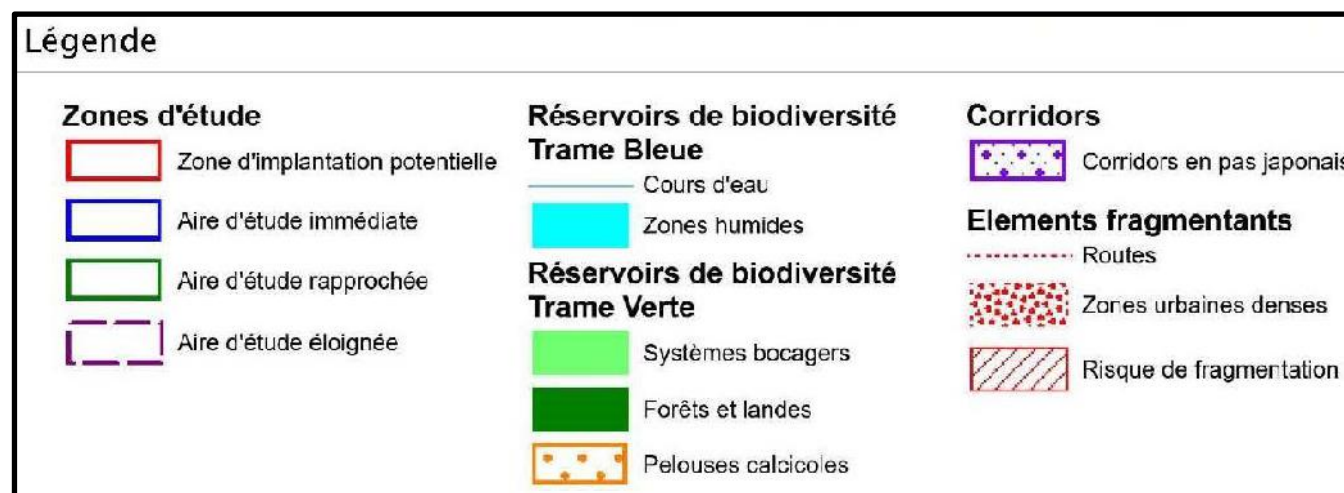 Légende
Zones d'étude
Zone d'implantation potentielle
Aire d'étude immédiate
Aire d'étude rapprochée
Aire d'étude éloignée
Réservoirs de biodiversité
Trame Bleue
Cours d'eau
Zones humides
Réservoirs de biodiversité
Trame Verte
Systèmes bocagers
Forêts et landes
Pelouses calcicoles
Corridors
Corridors en pas japonais
Elements fragmentants
Routes
Zones urbaines denses
Risque de fragmentation